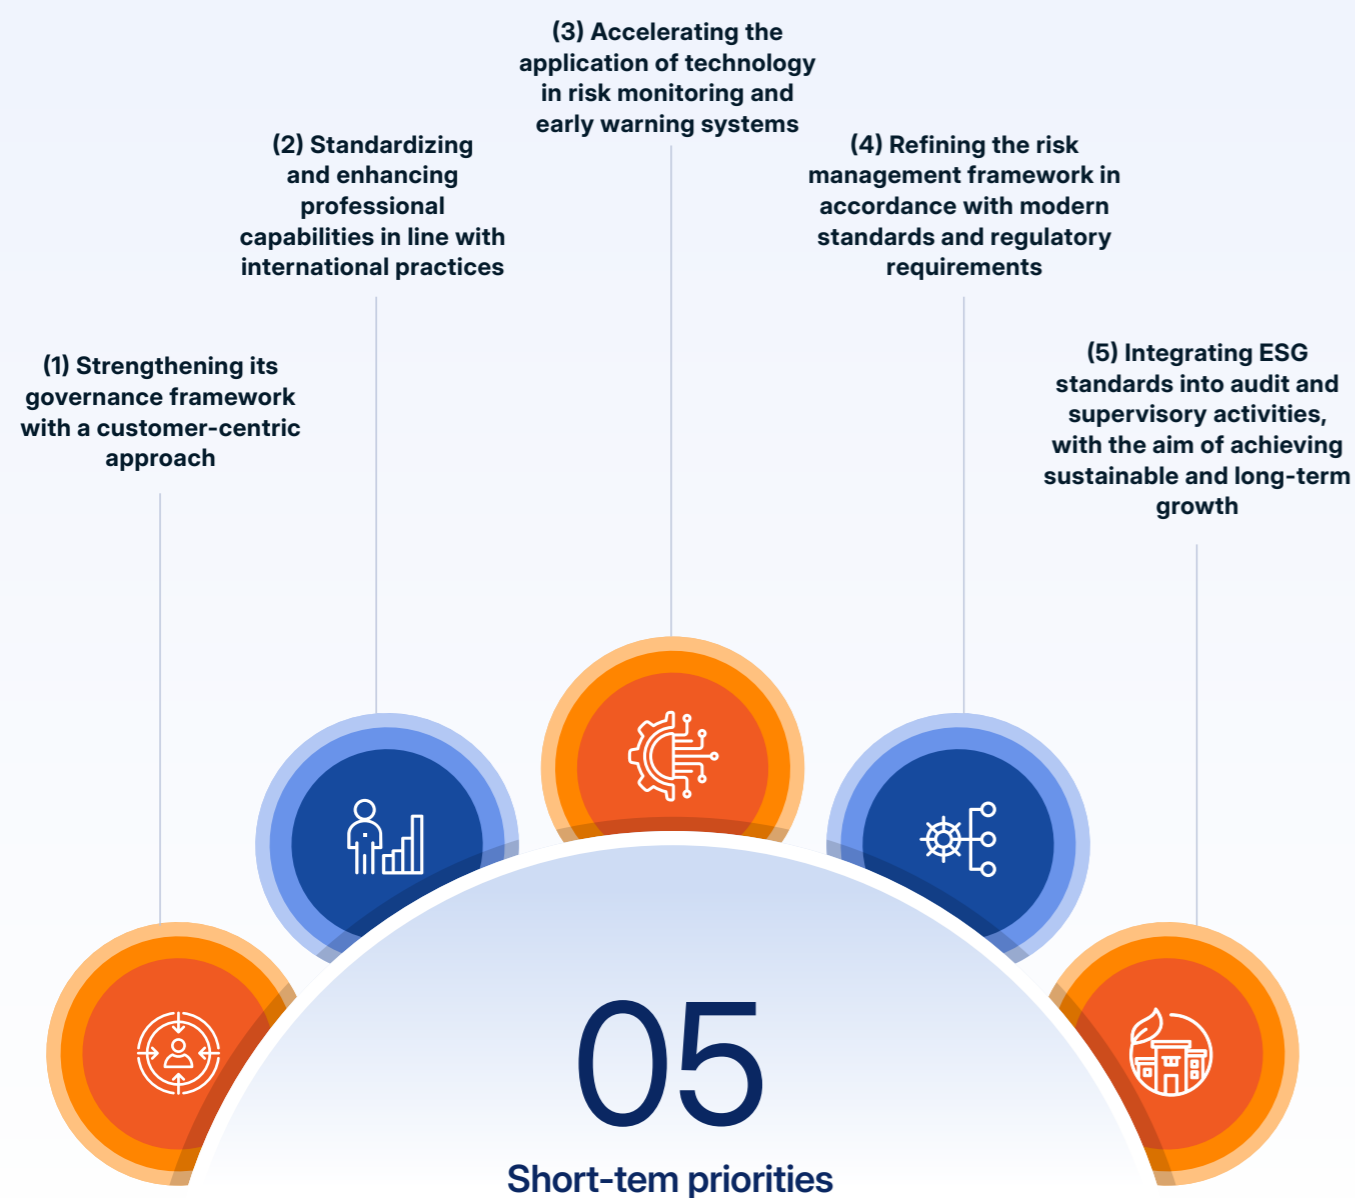 (1) Strengthening its
governance framework
with a customer-centric
approach
(2) Standardizing
and enhancing
professional
capabilities in line with
international practices
(3) Accelerating the
application of technology
in risk monitoring and
early warning systems
(4) Refining the risk
management framework in
accordance with modern
standards and regulatory
requirements
(5) Integrating ESG
standards into audit and
supervisory activities,
with the aim of achieving
sustainable and long-term
growth
05
Short-tem priorities